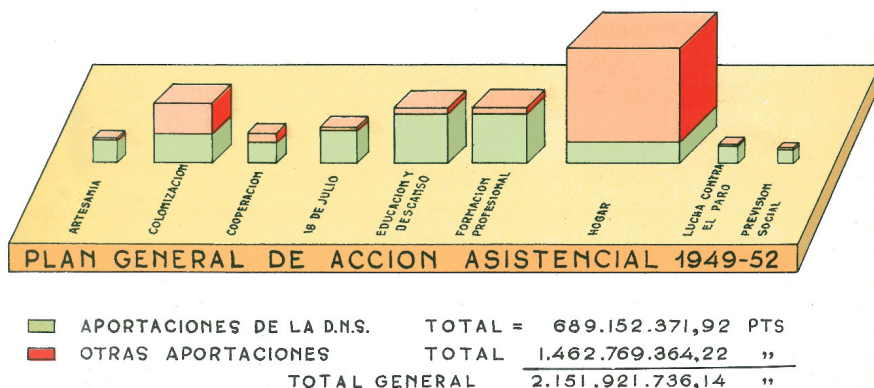 ARTESANIA
COLONIZACION
COOPERACION
18 DE JULIO
EDUCACION Y
DESCANSO
FORMACION
PROFESIONAL
HOGAR
LUCHA CONTRA
EL PARO
PREVISION
SOCIAL
PLAN GENERAL DE ACCION ASISTENCIAL 1949-52
APORTACIONES DE LA D.N.S. TOTAL = 689.152.371,92 PTS
OTRAS APORTACIONES TOTAL 1.462.769.364,22 "
TOTAL GENERAL 2.151.921.736,14 "